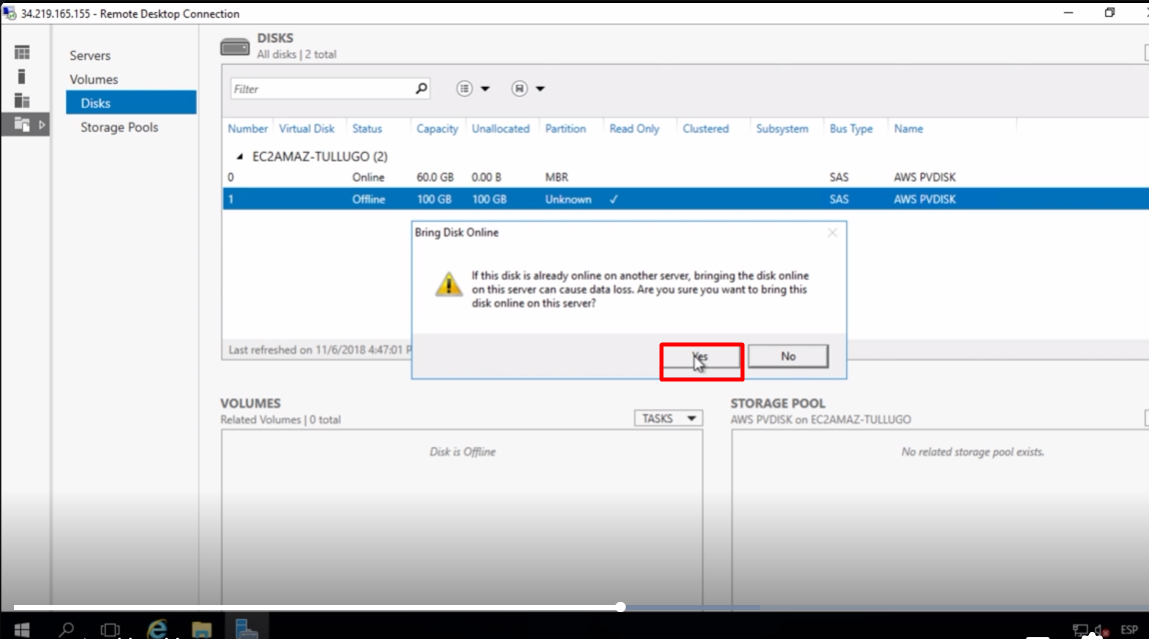 34.219.165.155 - Remote Desktop Connection
Servers
Volumes
Disks
Storage Pools
DISKS
All disks | 2 total
Filter
Number Virtual Disk Status Capacity Unallocated Partition Read Only Clustered Subsystem Bus Type Name
EC2AMAZ-TULLUGO (2)
0 Online 60.0 GB 0.00 B MBR SAS AWS PVDISK
1 Offline 100 GB 100 GB Unknown ✓ SAS AWS PVDISK
Bring Disk Online
If this disk is already online on another server, bringing the disk online
on this server can cause data loss. Are you sure you want to bring this
disk online on this server?
Yes No
Last refreshed on 11/6/2018 4:47:01 P
VOLUMES
Related Volumes | 0 total
TASKS
Disk is Offline
STORAGE POOL
AWS PVDISK on EC2AMAZ-TULLUGO
No related storage pool exists.
ESP